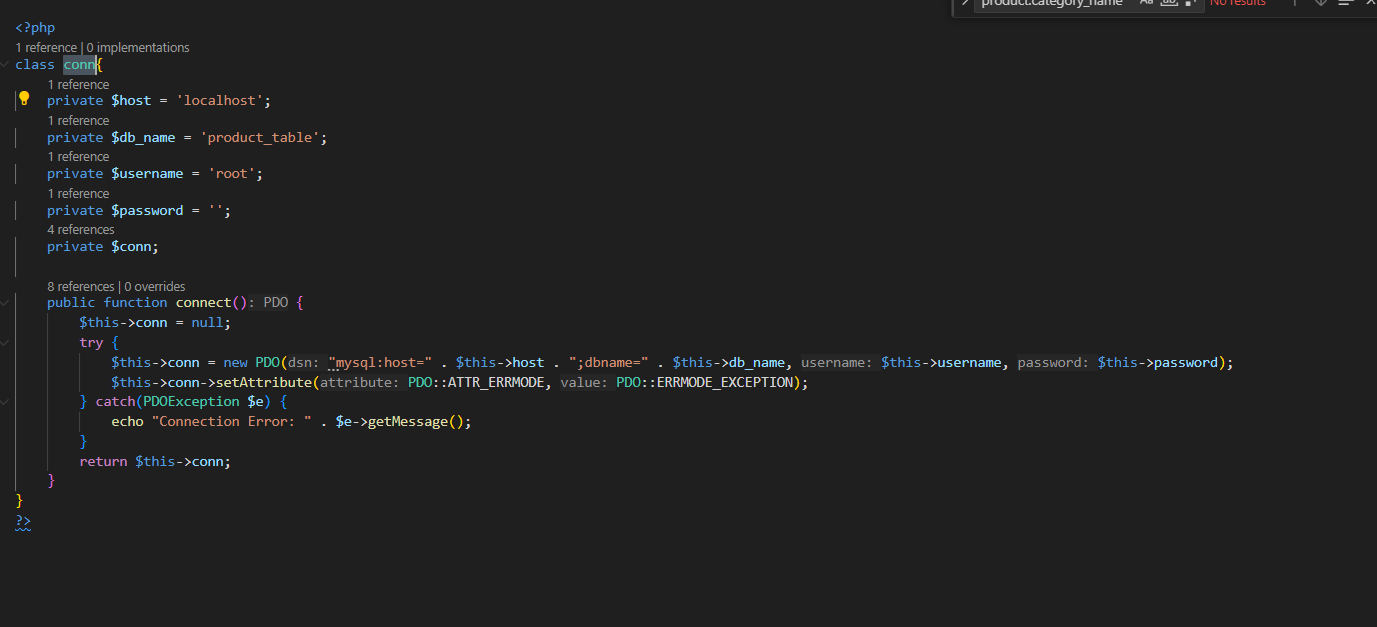 product.category_name Aa ab No results
<?php
1 reference | 0 implementations
class conn{
1 reference
private $host = 'localhost';
1 reference
private $db_name = 'product_table';
1 reference
private $username = 'root';
1 reference
private $password = '';
4 references
private $conn;
8 references | 0 overrides
public function connect(): PDO {
$this->conn = null;
try {
$this->conn = new PDO(dsn: "mysql:host=" . $this->host . ";dbname=" . $this->db_name, username: $this->username, password: $this->password);
$this->conn->setAttribute(attribute: PDO::ATTR_ERRMODE, value: PDO::ERRMODE_EXCEPTION);
} catch(PDOException $e) {
echo "Connection Error: " . $e->getMessage();
}
return $this->conn;
}
}
?>